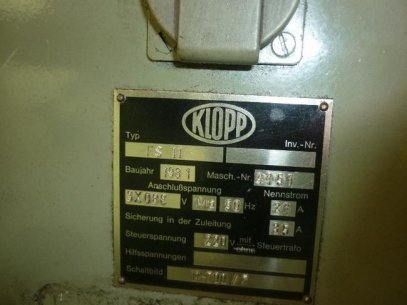 KLOPP
Typ Inv.-Nr.
FS II
Baujahr 1981 Masch.-Nr.
Anschlußspannung Nennstrom
V Hz A
Sicherung in der Zuleitung A
Steuerspannung 220 V mit ohne Steuertrafo
Hilfsspannungen
Schaltbild